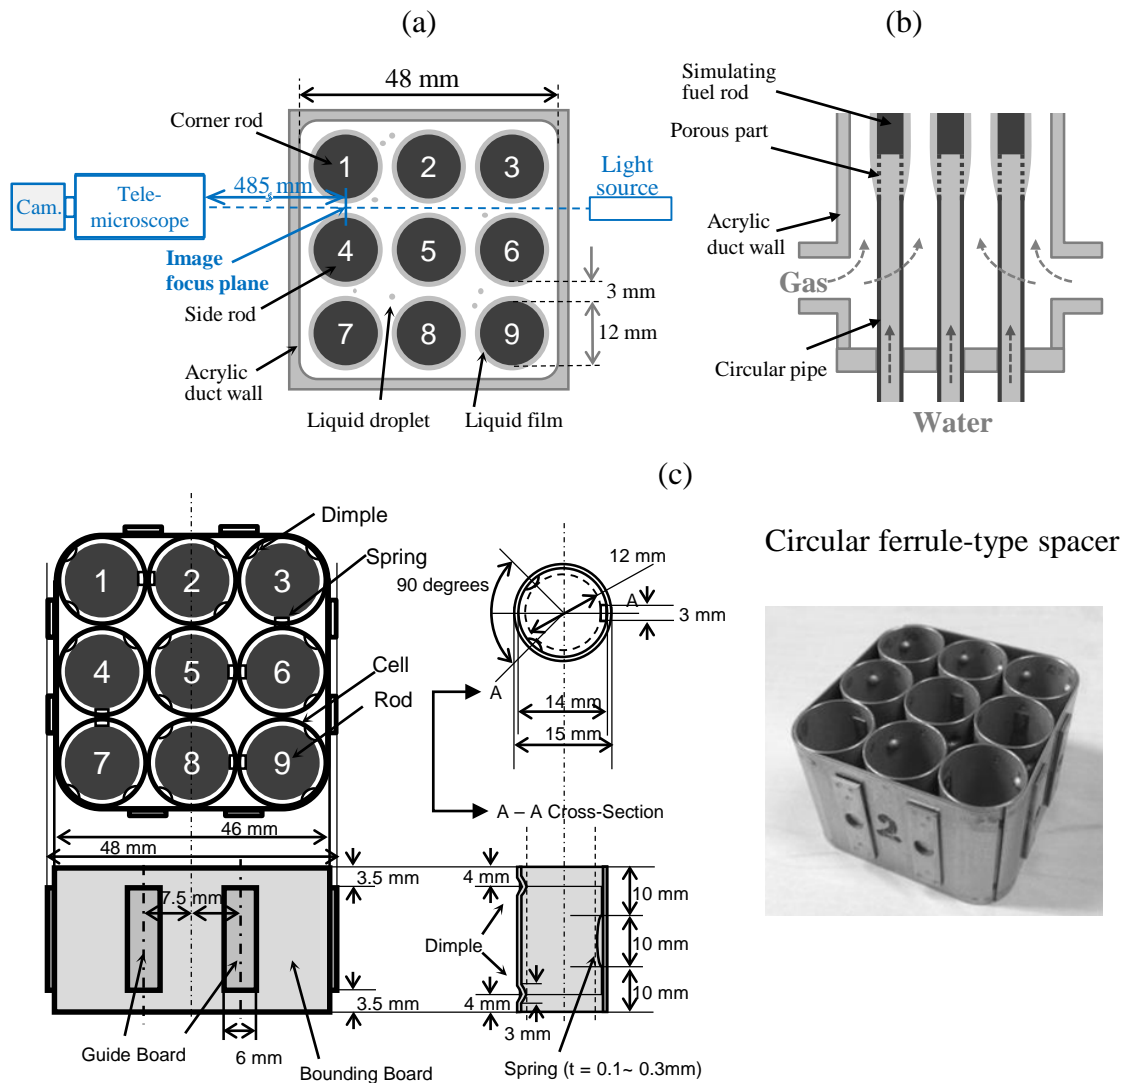 (a)
48 mm
Corner rod
1
2
3
485 mm
Light
source
Cam.
Tele-
microscope
4
5
6
Image
focus plane
Side rod
3 mm
12 mm
7
8
9
Acrylic
duct wall
Liquid droplet
Liquid film
(b)
Simulating
fuel rod
Porous part
Acrylic
duct wall
Gas
Circular pipe
Water
(c)
Dimple
Spring
1
2
3
4
5
6
Cell
Rod
7
8
9
46 mm
48 mm
3.5 mm
7.5 mm
3.5 mm
Guide Board
6 mm
Bounding Board
12 mm
90 degrees
A
3 mm
A
14 mm
15 mm
A – A Cross-Section
4 mm
10 mm
Dimple
10 mm
4 mm
10 mm
3 mm
Spring (t = 0.1~ 0.3mm)
Circular ferrule-type spacer
2